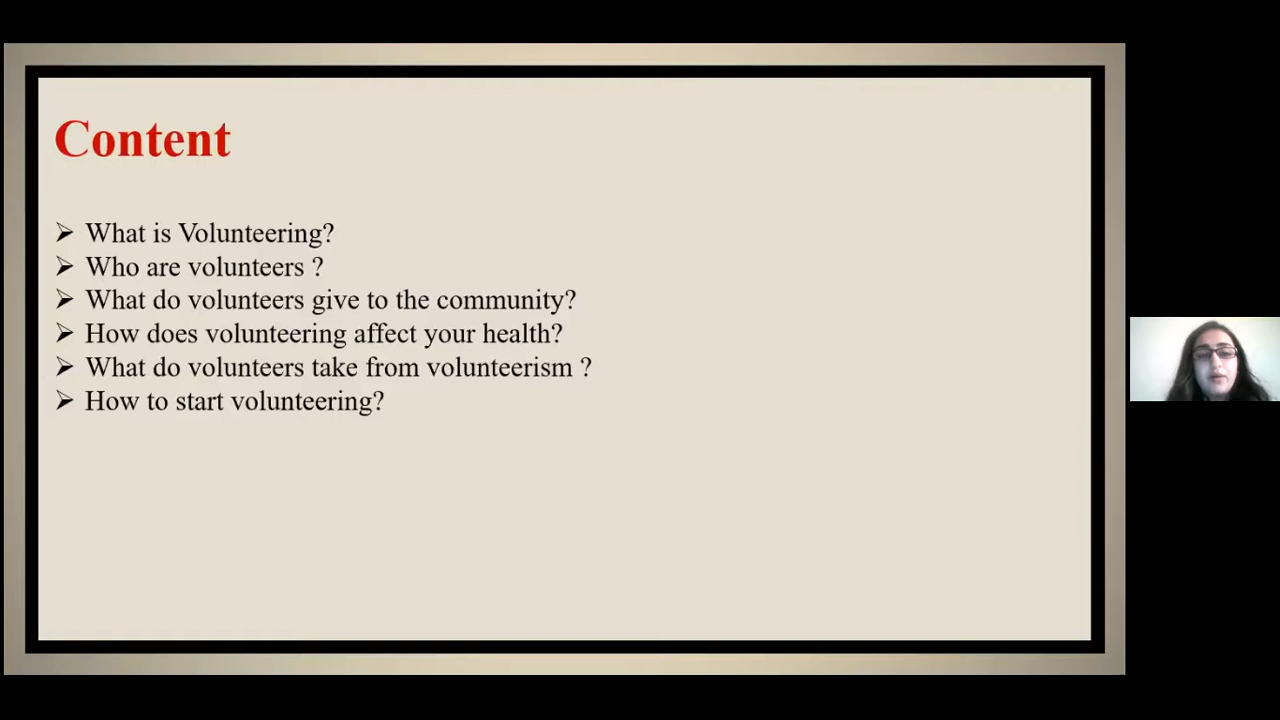 Content
➢ What is Volunteering?
➢ Who are volunteers ?
➢ What do volunteers give to the community?
➢ How does volunteering affect your health?
➢ What do volunteers take from volunteerism ?
➢ How to start volunteering?